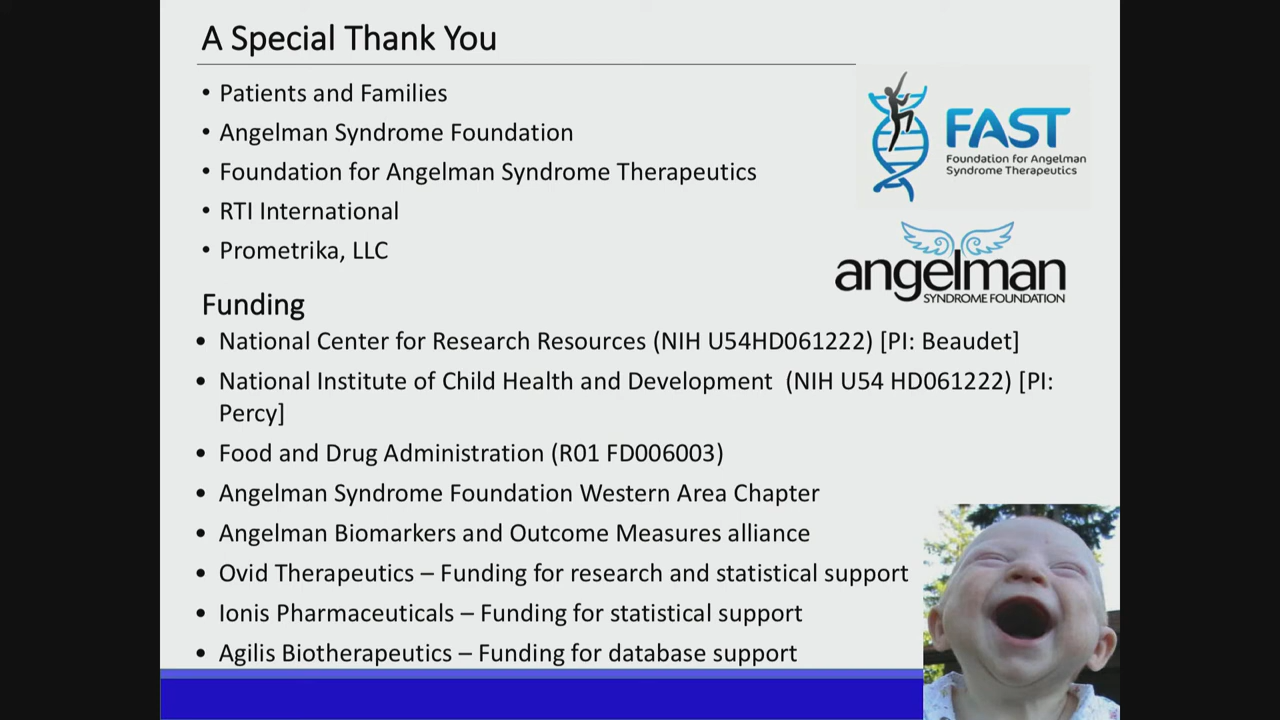 A Special Thank You
• Patients and Families
• Angelman Syndrome Foundation
• Foundation for Angelman Syndrome Therapeutics
• RTI International
• Prometrika, LLC
FAST
Foundation for Angelman
Syndrome Therapeutics
angelman
SYNDROME FOUNDATION
Funding
• National Center for Research Resources (NIH U54HD061222) [PI: Beaudet]
• National Institute of Child Health and Development (NIH U54 HD061222) [PI:
Percy]
• Food and Drug Administration (R01 FD006003)
• Angelman Syndrome Foundation Western Area Chapter
• Angelman Biomarkers and Outcome Measures alliance
• Ovid Therapeutics – Funding for research and statistical support
• Ionis Pharmaceuticals – Funding for statistical support
• Agilis Biotherapeutics – Funding for database support